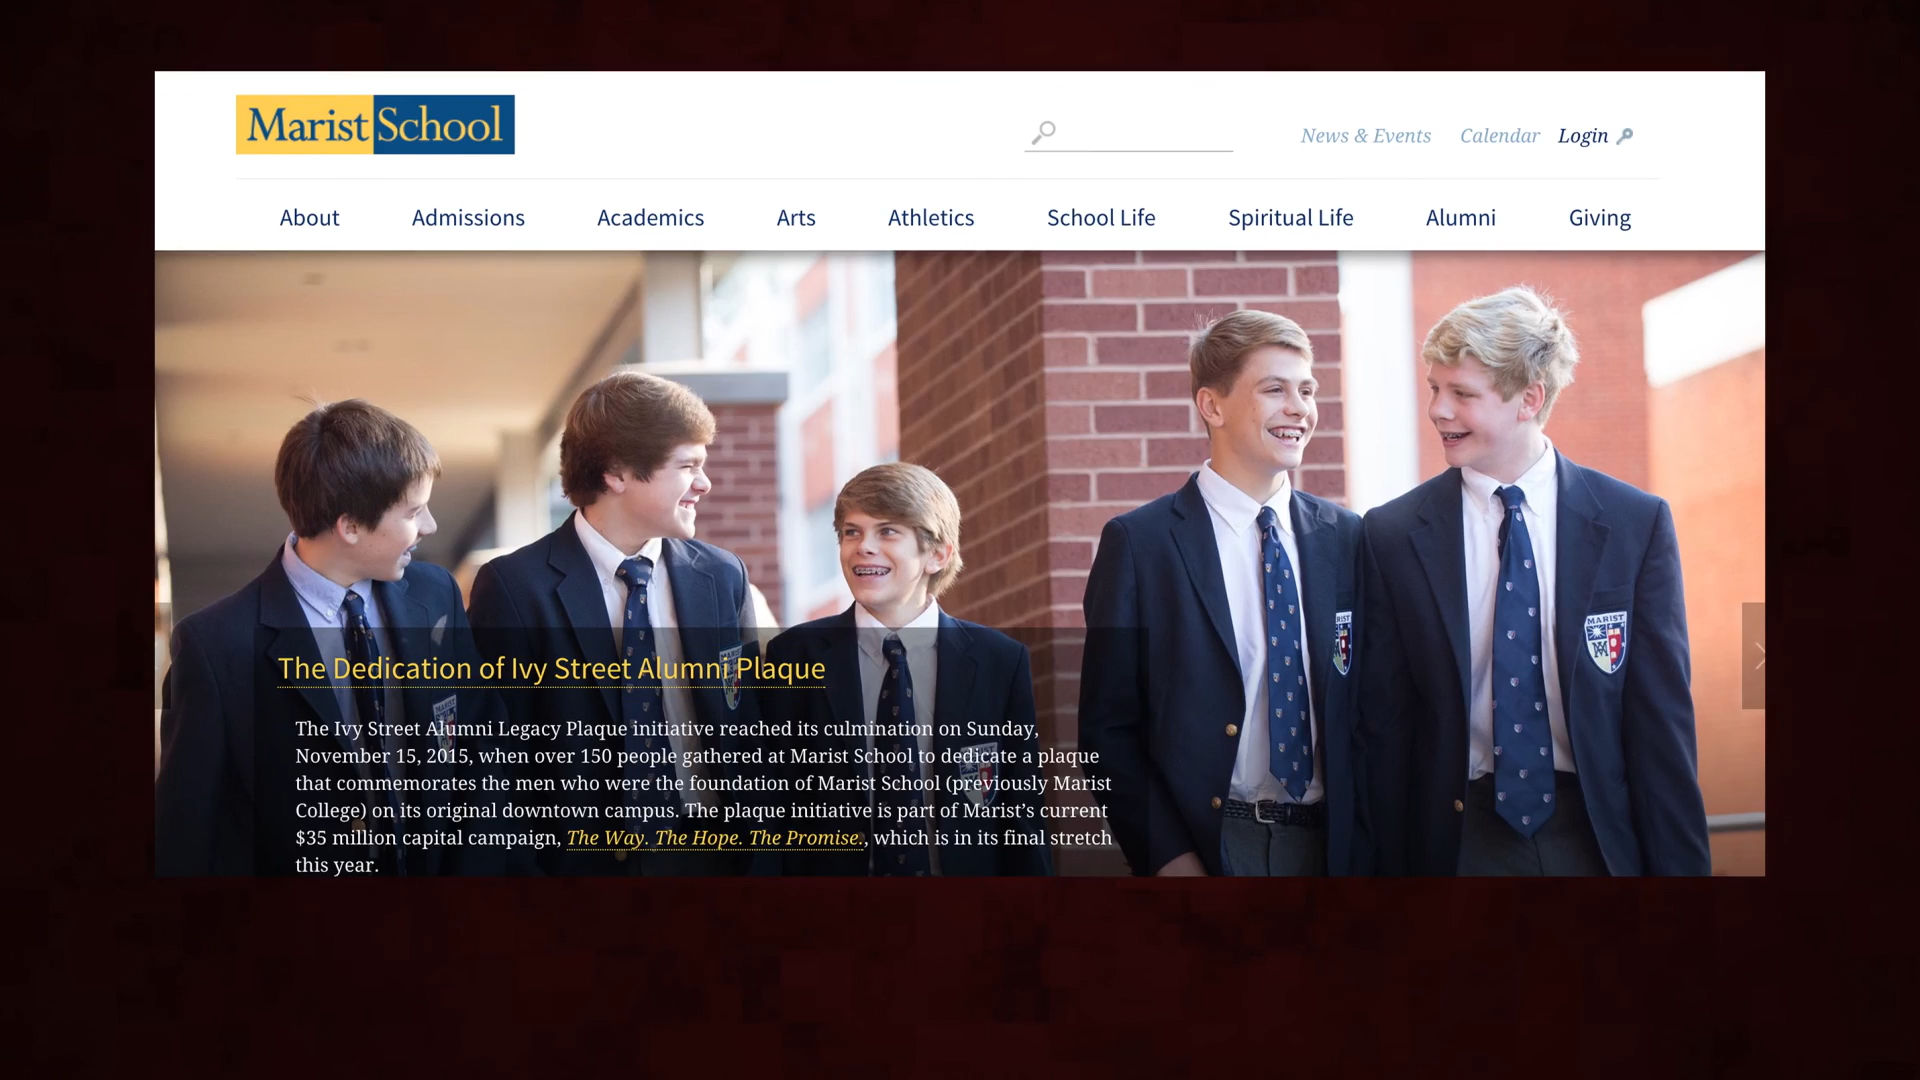 Marist School
News & Events Calendar Login
About Admissions Academics Arts Athletics School Life Spiritual Life Alumni Giving
MARIST
The Dedication of Ivy Street Alumni Plaque
The Ivy Street Alumni Legacy Plaque initiative reached its culmination on Sunday,
November 15, 2015, when over 150 people gathered at Marist School to dedicate a plaque
that commemorates the men who were the foundation of Marist School (previously Marist
College) on its original downtown campus. The plaque initiative is part of Marist’s current
$35 million capital campaign, The Way. The Hope. The Promise., which is in its final stretch
this year.